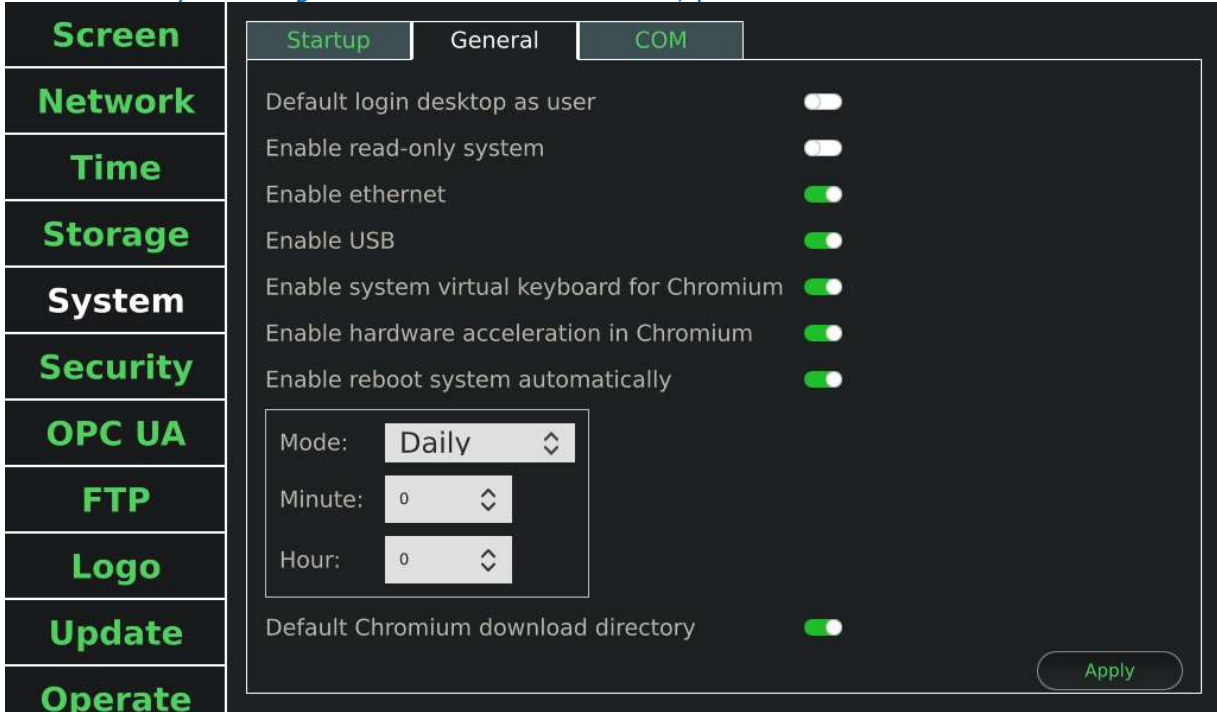 Screen
Network
Time
Storage
System
Security
OPC UA
FTP
Logo
Update
Operate
Startup General COM
Default login desktop as user
Enable read-only system
Enable ethernet
Enable USB
Enable system virtual keyboard for Chromium
Enable hardware acceleration in Chromium
Enable reboot system automatically
Mode: Daily
Minute: 0
Hour: 0
Default Chromium download directory
Apply